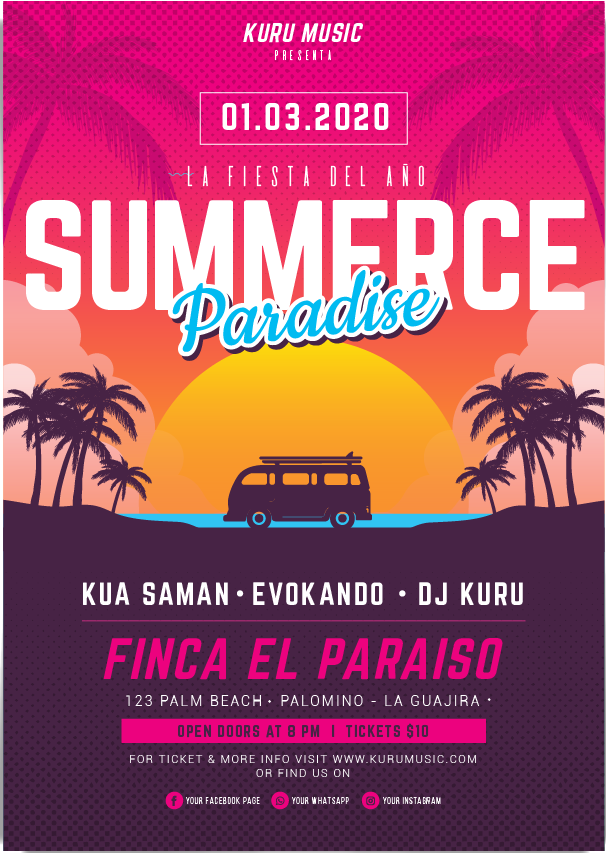 KURU MUSIC
PRESENTA
01.03.2020
LA FIESTA DEL AÑO
SUMMERCE
Paradise
KUA SAMAN • EVOKANDO • DJ KURU
FINCA EL PARAISO
123 PALM BEACH • PALOMINO - LA GUAJIRA •
OPEN DOORS AT 8 PM | TICKETS $10
FOR TICKET & MORE INFO VISIT WWW.KURUMUSIC.COM
OR FIND US ON
YOUR FACEBOOK PAGE YOUR WHATSAPP YOUR INSTAGRAM